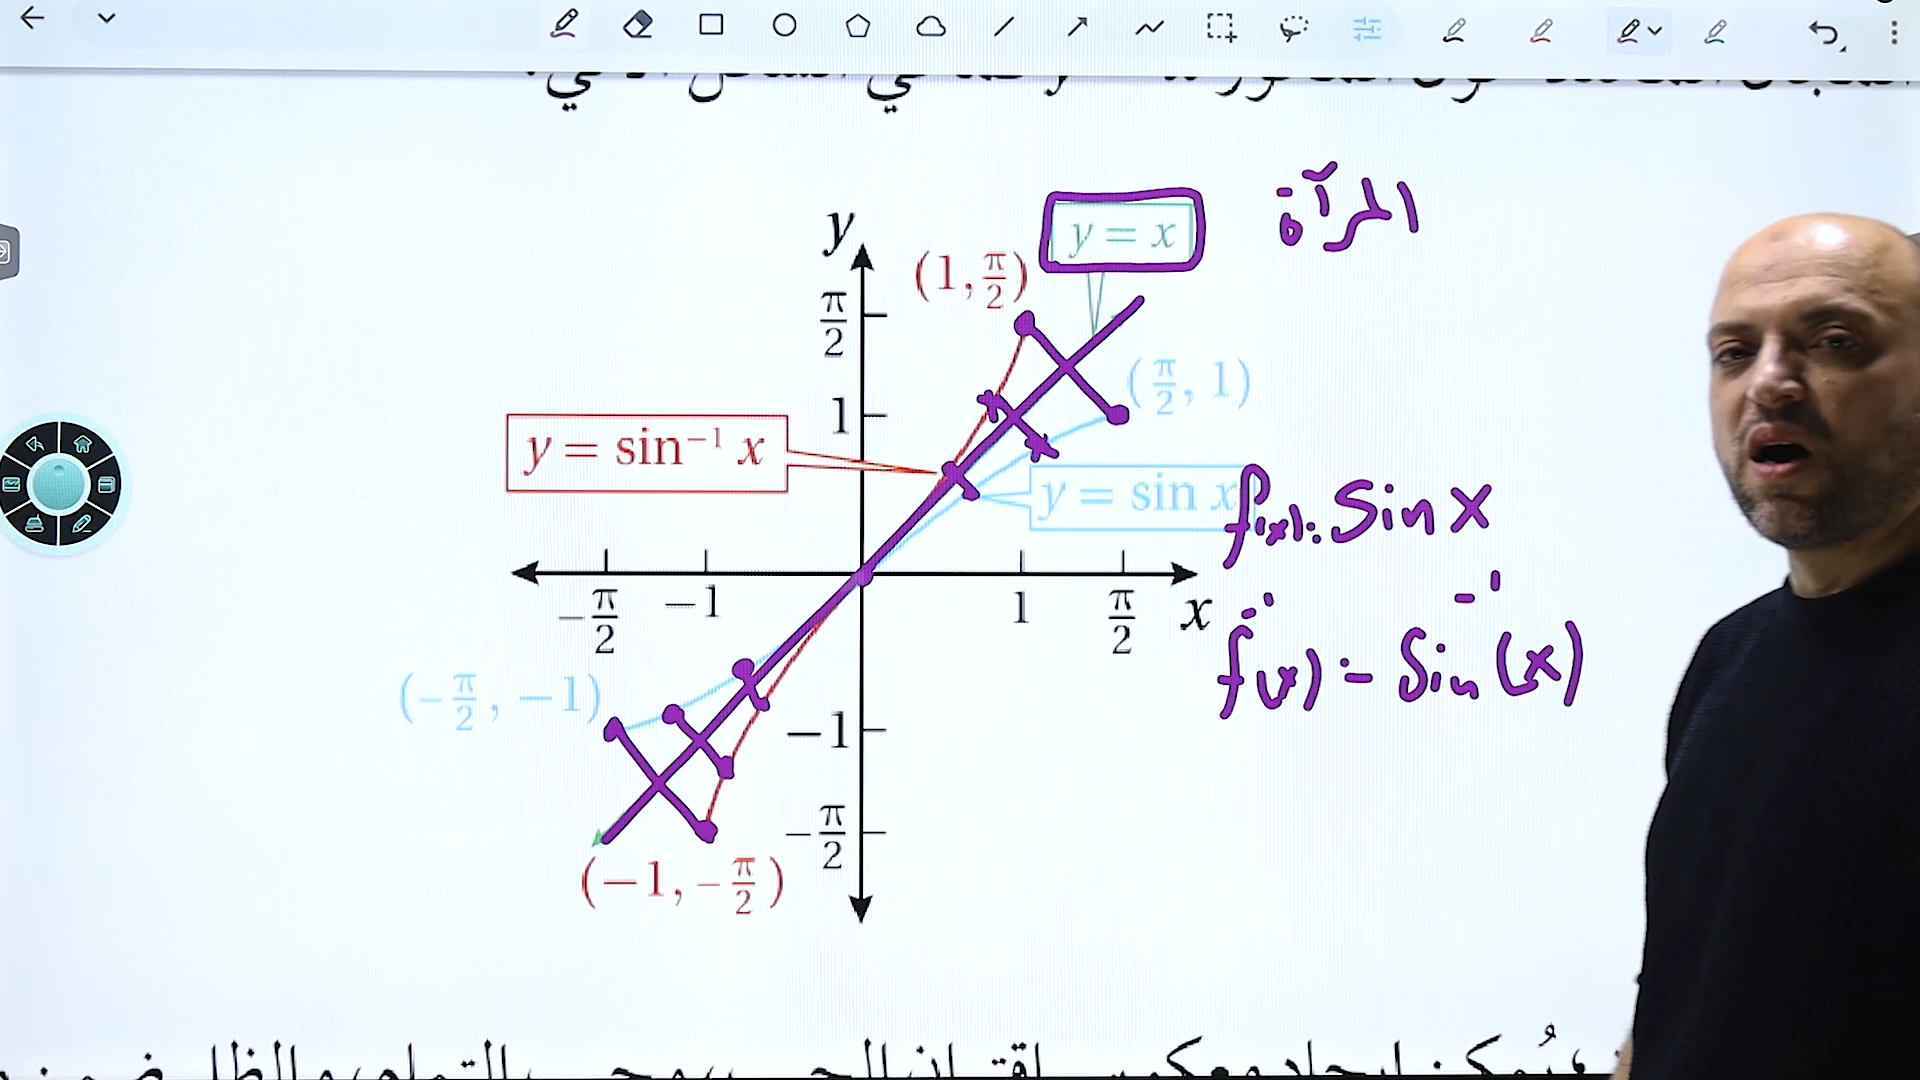 المرآة
y
y = x
(1, π/2)
π/2
(π/2, 1)
1
y = sin⁻¹ x
y = sin x
f(x): sin x
-π/2 -1 1 π/2 x
f⁻¹(x) = sin⁻¹(x)
(-π/2, -1)
-1
-π/2
(-1, -π/2)